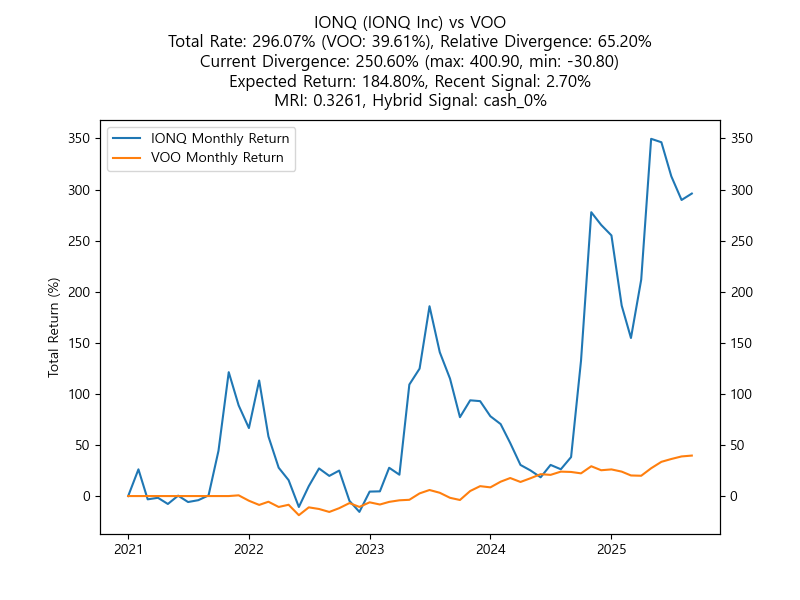 IONQ (IONQ Inc) vs VOO
Total Rate: 296.07% (VOO: 39.61%), Relative Divergence: 65.20%
Current Divergence: 250.60% (max: 400.90, min: -30.80)
Expected Return: 184.80%, Recent Signal: 2.70%
MRI: 0.3261, Hybrid Signal: cash_0%
IONQ Monthly Return
VOO Monthly Return
Total Return (%)
350
300
250
200
150
100
50
0
350
300
250
200
150
100
50
0
2021
2022
2023
2024
2025